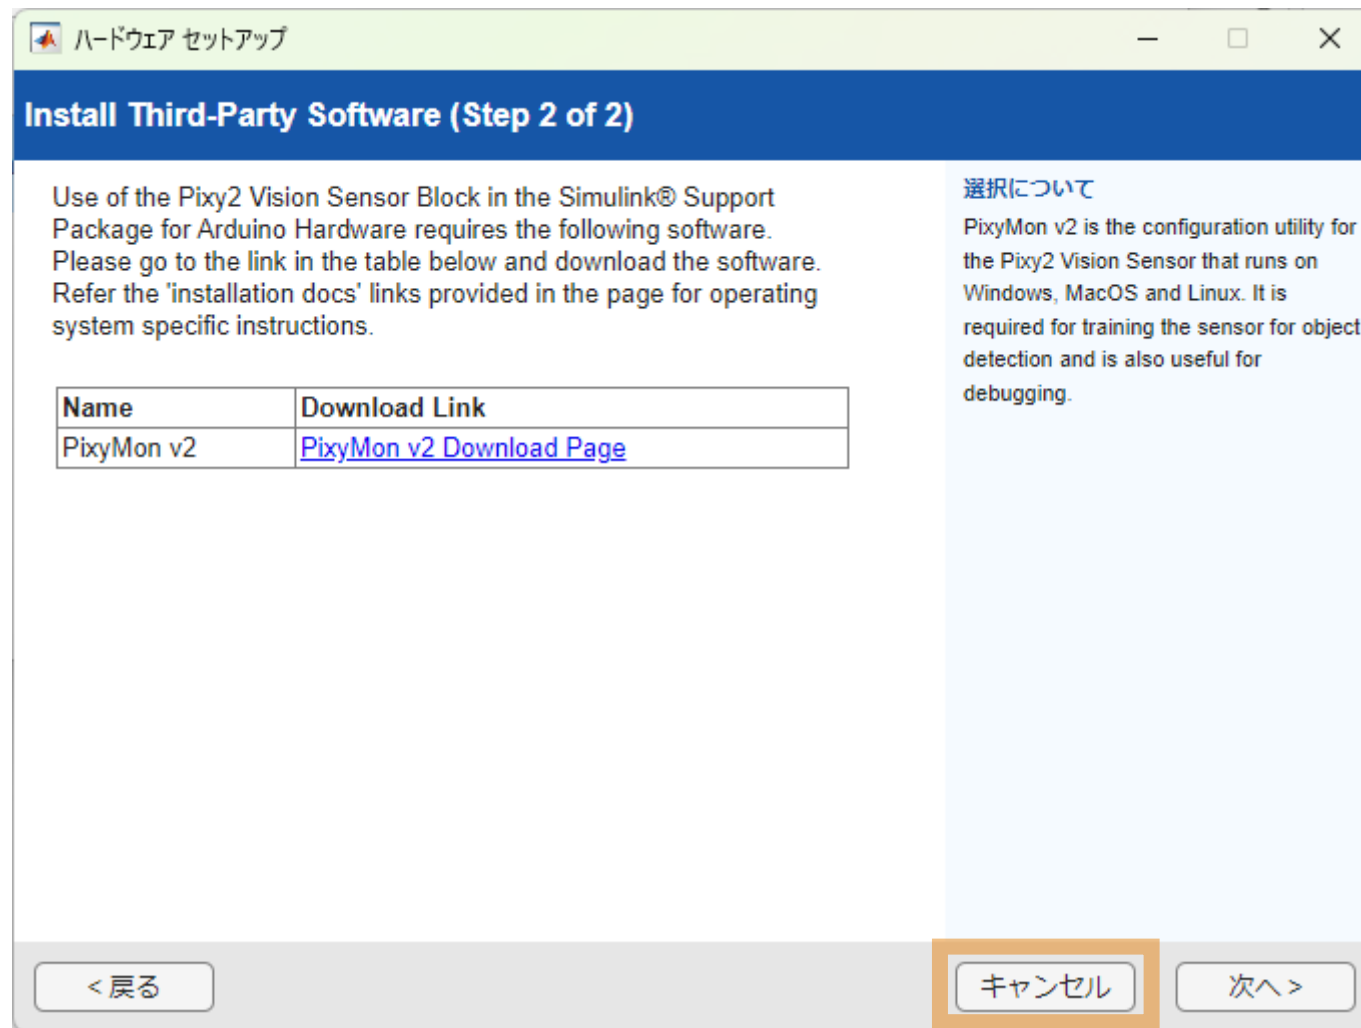 ハードウェア セットアップ
Install Third-Party Software (Step 2 of 2)
Use of the Pixy2 Vision Sensor Block in the Simulink® Support
Package for Arduino Hardware requires the following software.
Please go to the link in the table below and download the software.
Refer the 'installation docs' links provided in the page for operating
system specific instructions.
Name Download Link
PixyMon v2 PixyMon v2 Download Page
選択について
PixyMon v2 is the configuration utility for
the Pixy2 Vision Sensor that runs on
Windows, MacOS and Linux. It is
required for training the sensor for object
detection and is also useful for
debugging.
< 戻る キャンセル 次へ >